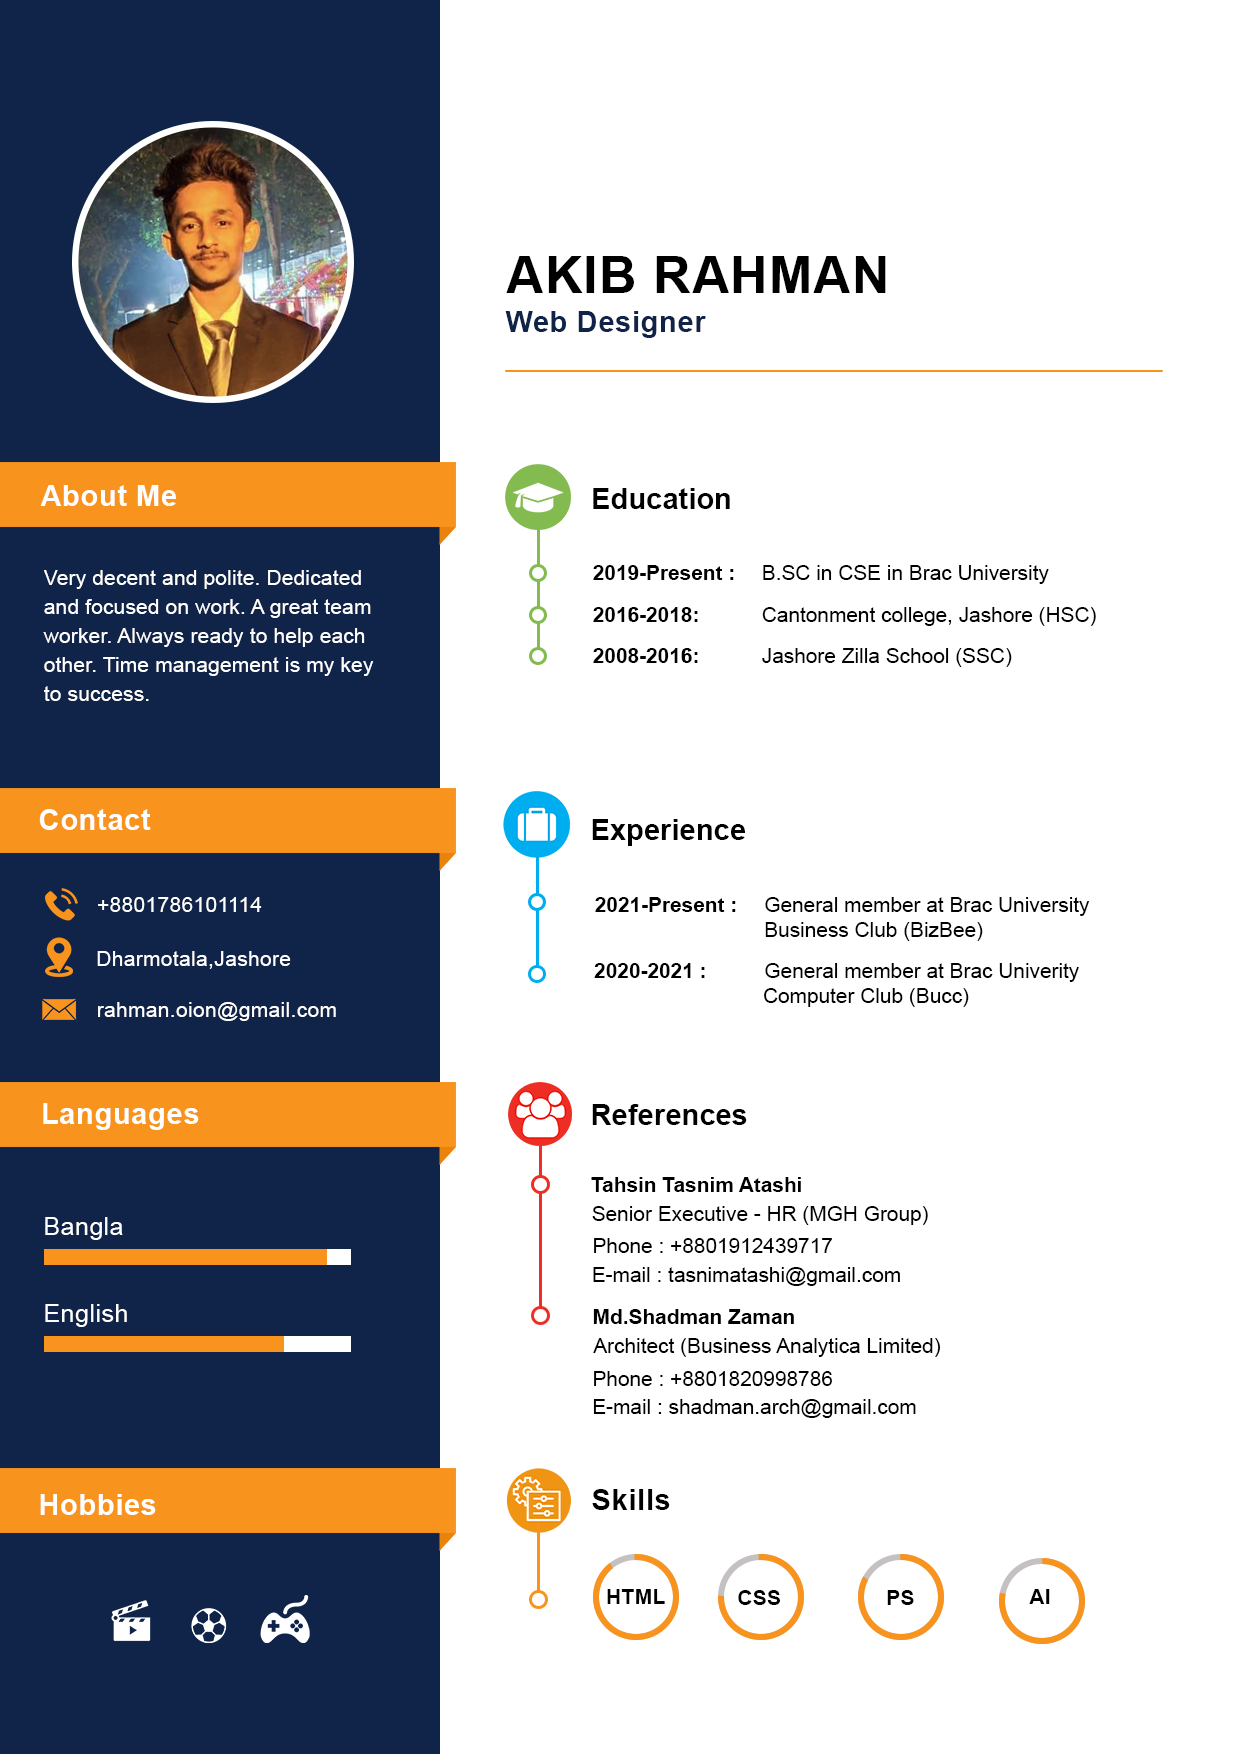 AKIB RAHMAN
Web Designer
About Me
Very decent and polite. Dedicated
and focused on work. A great team
worker. Always ready to help each
other. Time management is my key
to success.
Contact
+8801786101114
Dharmotala,Jashore
rahman.oion@gmail.com
Languages
Bangla
English
Hobbies
Education
2019-Present : B.SC in CSE in Brac University
2016-2018: Cantonment college, Jashore (HSC)
2008-2016: Jashore Zilla School (SSC)
Experience
2021-Present : General member at Brac University
Business Club (BizBee)
2020-2021 : General member at Brac Univerity
Computer Club (Bucc)
References
Tahsin Tasnim Atashi
Senior Executive - HR (MGH Group)
Phone : +8801912439717
E-mail : tasnimatashi@gmail.com
Md.Shadman Zaman
Architect (Business Analytica Limited)
Phone : +8801820998786
E-mail : shadman.arch@gmail.com
Skills
HTML CSS PS AI